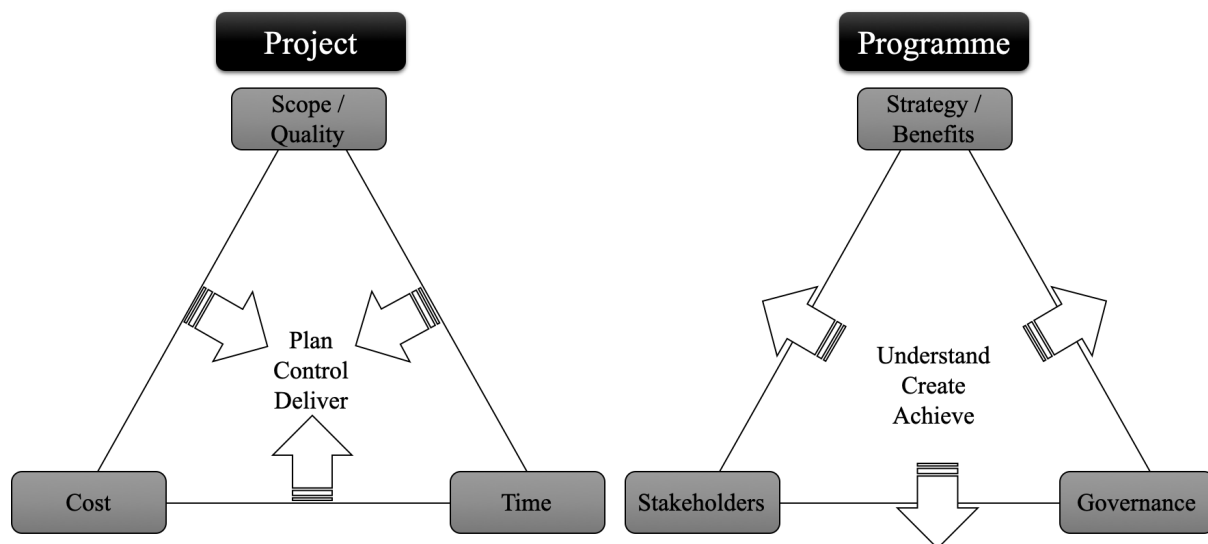 Project
Scope /
Quality
Plan
Control
Deliver
Cost
Time
Programme
Strategy /
Benefits
Understand
Create
Achieve
Stakeholders
Governance